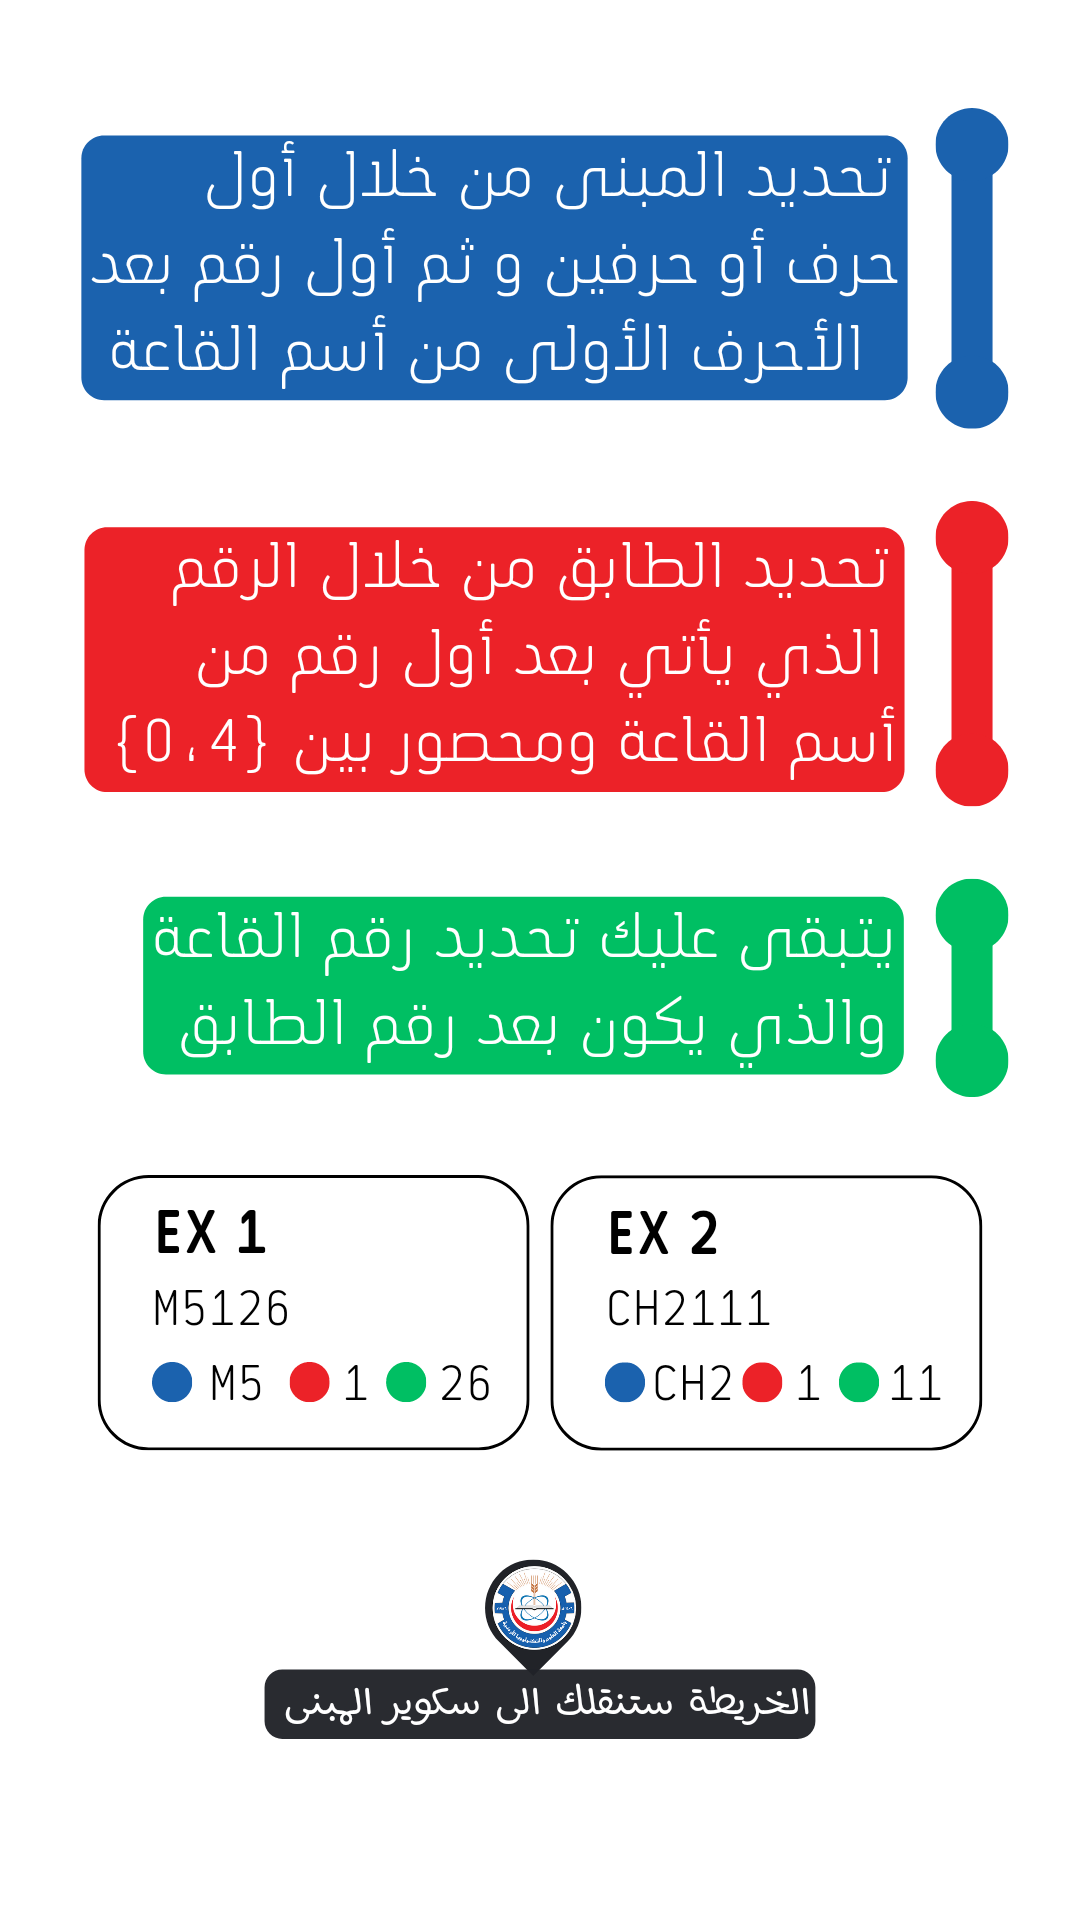 تحديد المبنى من خلال أول
حرف أو حرفين و ثم أول رقم بعد
الأحرف الأولى من أسم القاعة
تحديد الطابق من خلال الرقم
الذي يأتي بعد أول رقم من
أسم القاعة ومحصور بين {4،0}
يتبقى عليك تحديد رقم القاعة
والذي يكون بعد رقم الطابق
EX 1
M5126
M5 1 26
EX 2
CH2111
CH2 1 11
الخريطة ستنقلك الى سكوير المبنى